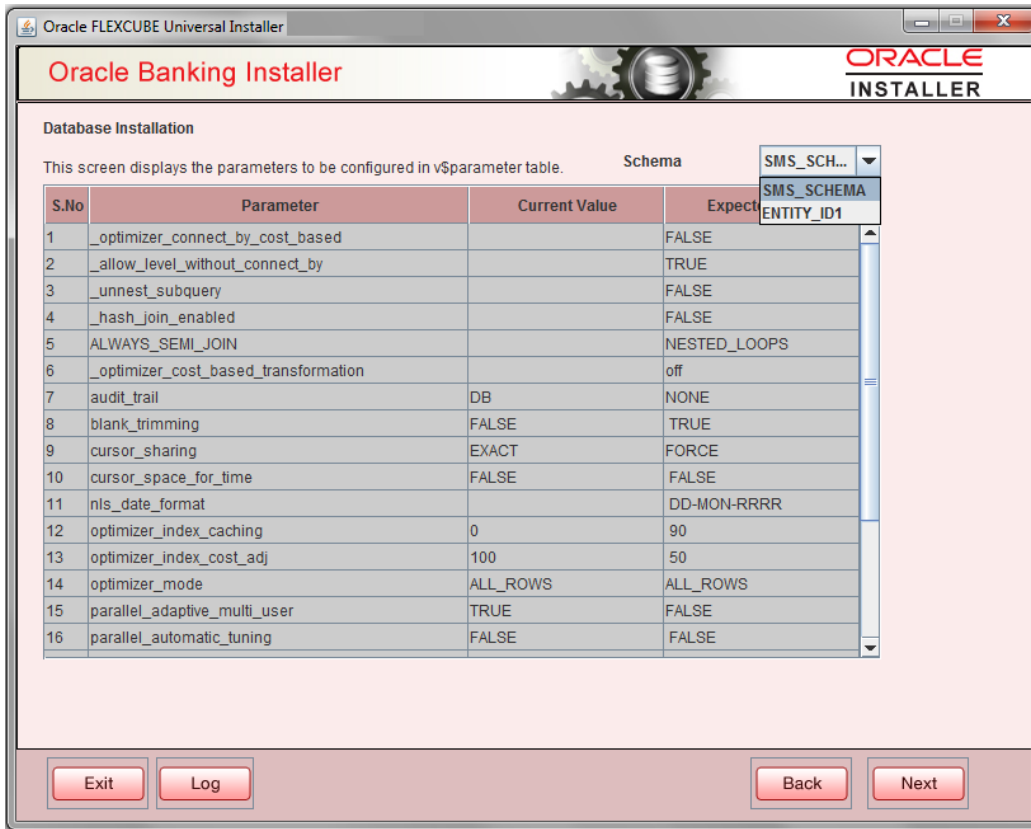 Oracle FLEXCUBE Universal Installer
Oracle Banking Installer
ORACLE
INSTALLER
Database Installation
This screen displays the parameters to be configured in v$parameter table.
Schema
SMS_SCH...
SMS_SCHEMA
ENTITY_ID1
S.No Parameter Current Value Expect
1 _optimizer_connect_by_cost_based FALSE
2 _allow_level_without_connect_by TRUE
3 _unnest_subquery FALSE
4 _hash_join_enabled FALSE
5 ALWAYS_SEMI_JOIN NESTED_LOOPS
6 _optimizer_cost_based_transformation off
7 audit_trail DB NONE
8 blank_trimming FALSE TRUE
9 cursor_sharing EXACT FORCE
10 cursor_space_for_time FALSE FALSE
11 nls_date_format DD-MON-RRRR
12 optimizer_index_caching 0 90
13 optimizer_index_cost_adj 100 50
14 optimizer_mode ALL_ROWS ALL_ROWS
15 parallel_adaptive_multi_user TRUE FALSE
16 parallel_automatic_tuning FALSE FALSE
Exit Log Back Next